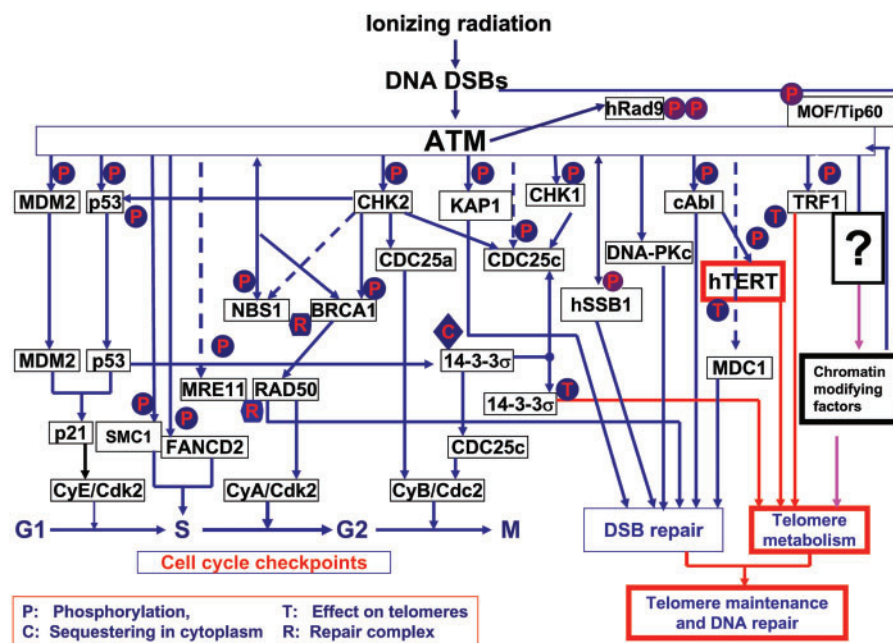 Ionizing radiation
DNA DSBs
hRad9 P P
P
MOF/Tip60
ATM
P P P P P P P
MDM2 p53 P CHK2 KAP1 CHK1 cAbl T TRF1
P P ?
CDC25a CDC25c DNA-PKc
hTERT
P P P
NBS1 R BRCA1 hSSB1 T
C
MDM2 p53 P 14-3-3σ MDC1 Chromatin
modifying
factors
MRE11 RAD50 T
R 14-3-3σ
P P
p21 SMC1 FANCD2 CDC25c
CyE/Cdk2 CyA/Cdk2 CyB/Cdc2
G1 S G2 M
DSB repair
Telomere
metabolism
Cell cycle checkpoints
Telomere maintenance
and DNA repair
P: Phosphorylation, T: Effect on telomeres
C: Sequestering in cytoplasm R: Repair complex